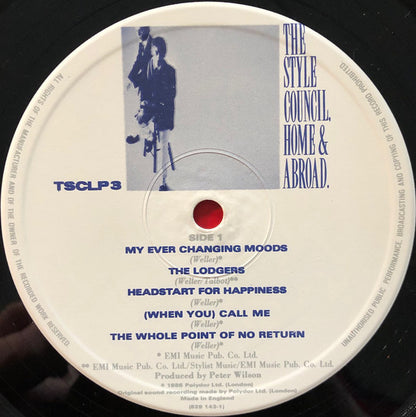 THE
STYLE
COUNCIL.
HOME &
ABROAD.
TSCLP3
SIDE 1
MY EVER CHANGING MOODS
(Weller)*
THE LODGERS
(Weller/Talbot)**
HEADSTART FOR HAPPINESS
(Weller)*
(WHEN YOU) CALL ME
(Weller)*
THE WHOLE POINT OF NO RETURN
(Weller)*
* EMI Music Pub. Co. Ltd.
** EMI Music Pub. Co. Ltd./Stylist Music/EMI Music Pub. Co. Ltd.
Produced by Peter Wilson
℗ 1986 Polydor Ltd. (London)
Original sound recording made by Polydor Ltd. (London)
Made in England
(829 143-1)
ALL RIGHTS OF THE MANUFACTURER AND OF THE OWNER OF THE RECORDED WORK RESERVED.
UNAUTHORISED PUBLIC PERFORMANCE, BROADCASTING AND COPYING OF THIS RECORD PROHIBITED.